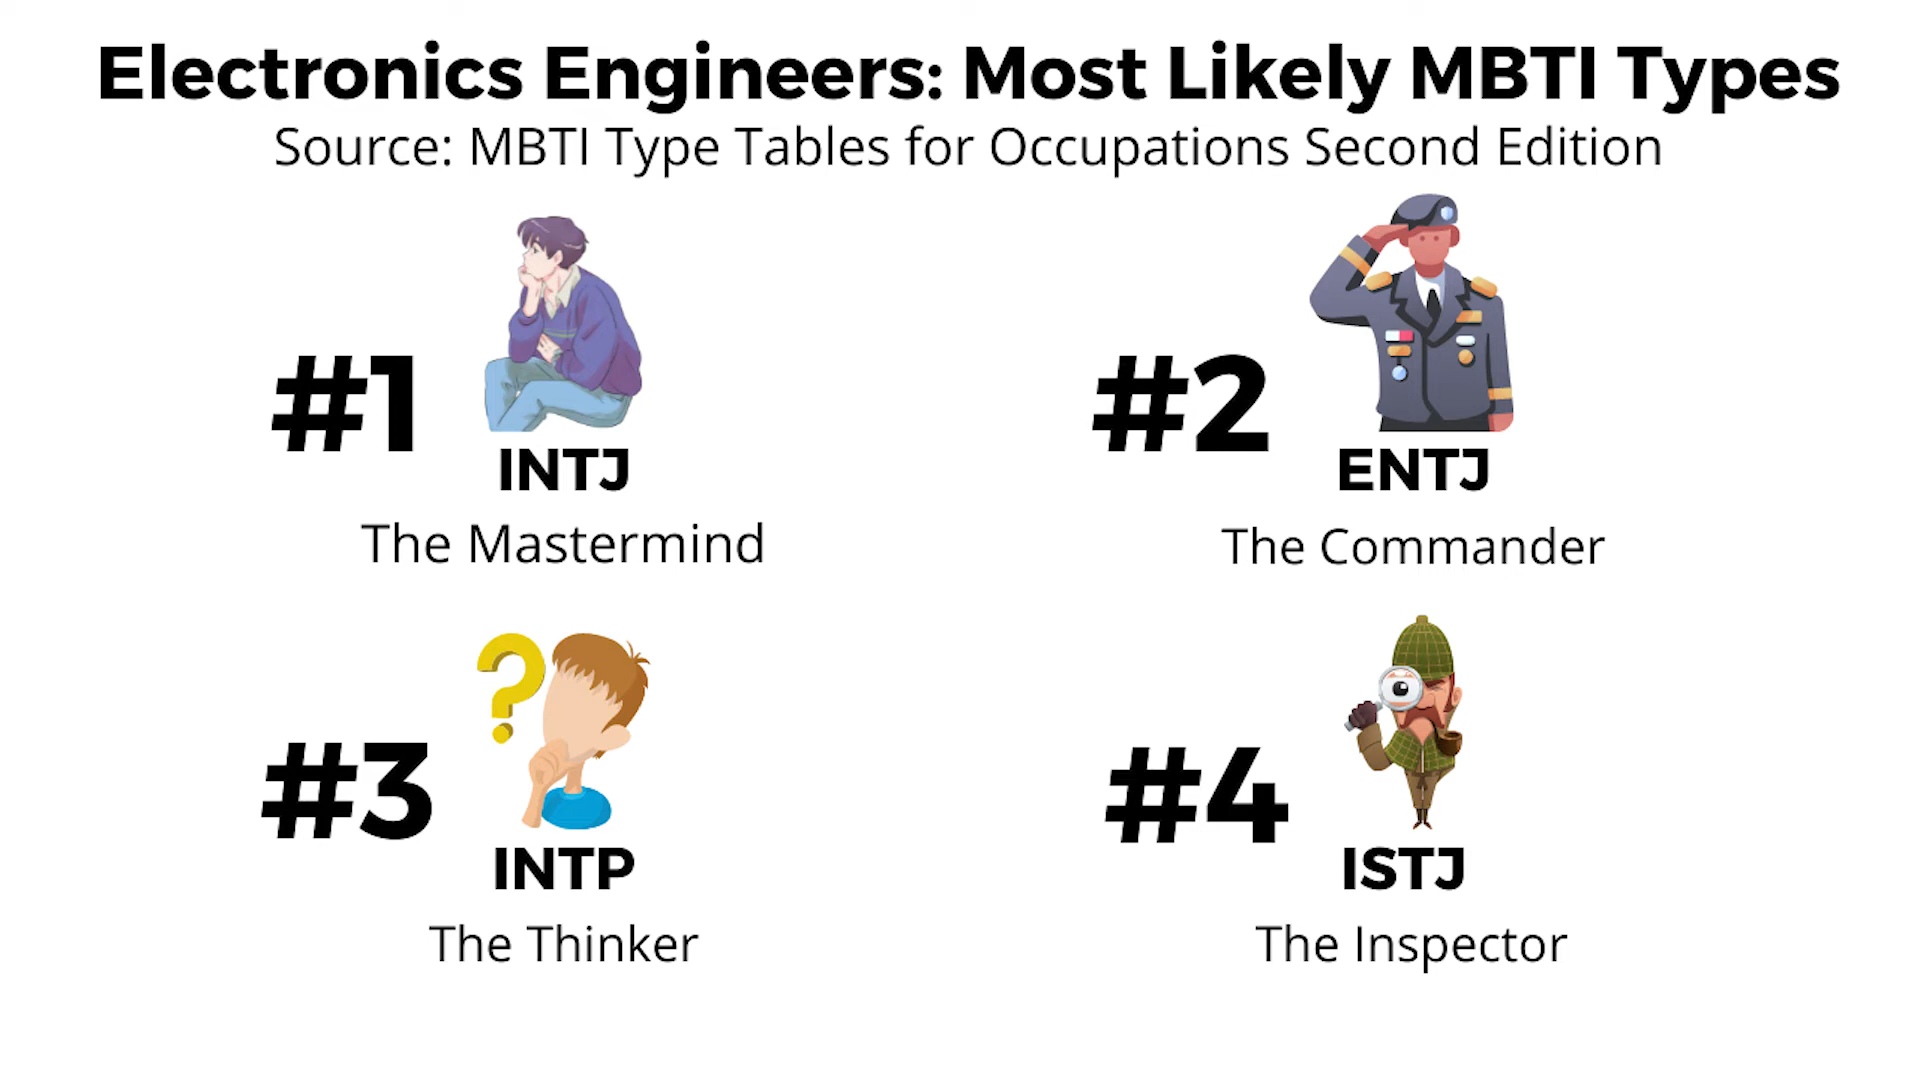 Electronics Engineers: Most Likely MBTI Types
Source: MBTI Type Tables for Occupations Second Edition
#1
INTJ
The Mastermind
#2
ENTJ
The Commander
#3
INTP
The Thinker
#4
ISTJ
The Inspector